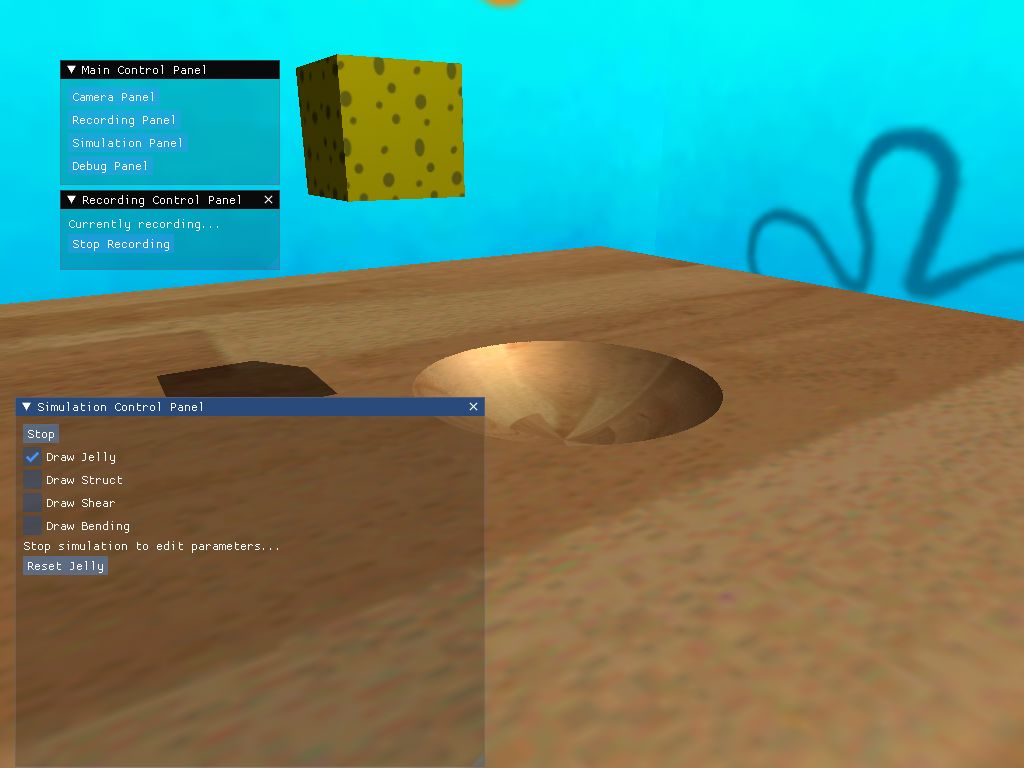 Main Control Panel
Camera Panel
Recording Panel
Simulation Panel
Debug Panel
Recording Control Panel
Currently recording...
Stop Recording
Simulation Control Panel
Stop
Draw Jelly
Draw Struct
Draw Shear
Draw Bending
Stop simulation to edit parameters...
Reset Jelly